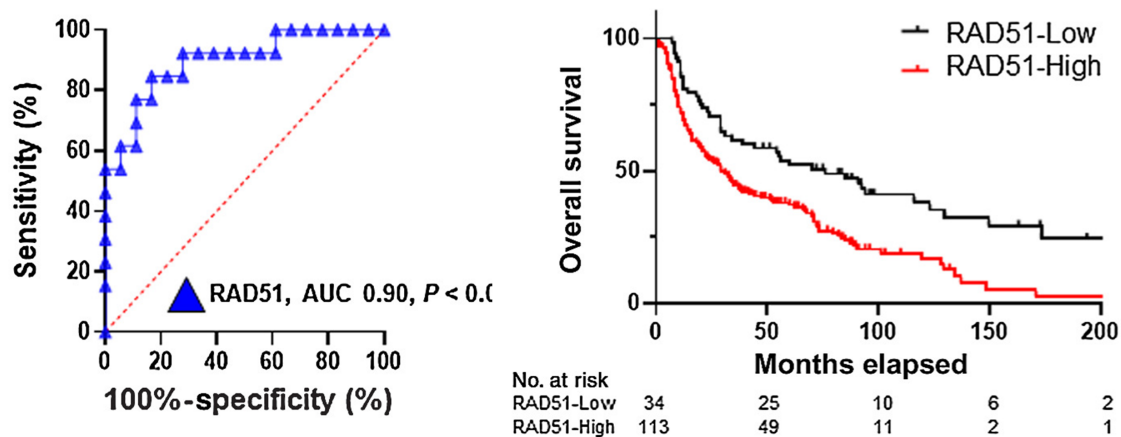 100
80
60
40
20
0
Sensitivity (%)
RAD51, AUC 0.90, P < 0.0
0 20 40 60 80 100
100%-specificity (%)
RAD51-Low
RAD51-High
100
50
0
Overall survival
0 50 100 150 200
Months elapsed
No. at risk
RAD51-Low 34 25 10 6 2
RAD51-High 113 49 11 2 1